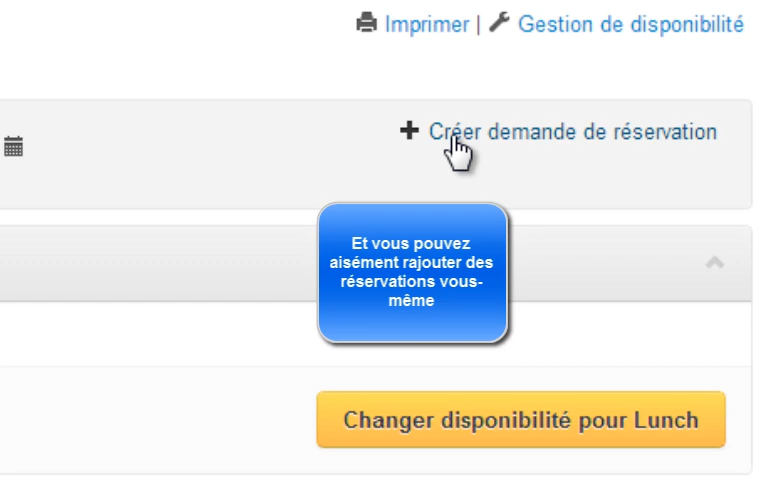 Imprimer | Gestion de disponibilité
Créer demande de réservation
Et vous pouvez
aisément rajouter des
réservations vous-
même
Changer disponibilité pour Lunch